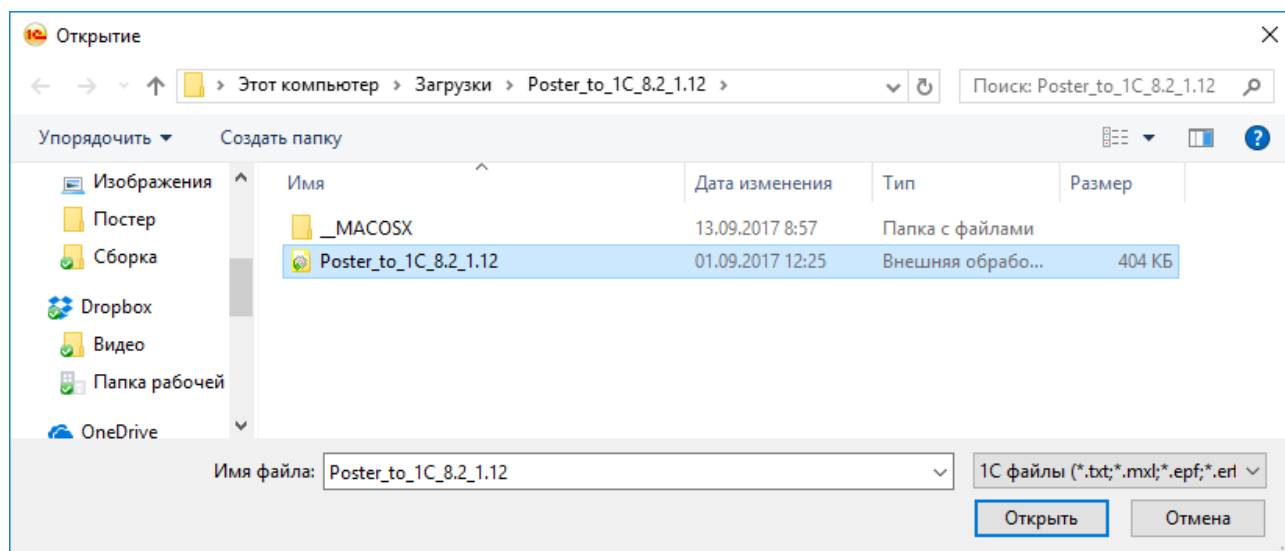 1С Открытие
Этот компьютер > Загрузки > Poster_to_1C_8.2_1.12 >
Поиск: Poster_to_1C_8.2_1.12
Упорядочить
Создать папку
Изображения
Постер
Сборка
Dropbox
Видео
Папка рабочей
OneDrive
Имя Дата изменения Тип Размер
__MACOSX 13.09.2017 8:57 Папка с файлами
Poster_to_1C_8.2_1.12 01.09.2017 12:25 Внешняя обрабо... 404 КБ
Имя файла: Poster_to_1C_8.2_1.12
1С файлы (*.txt;*.mxl;*.epf;*.erf
Открыть Отмена